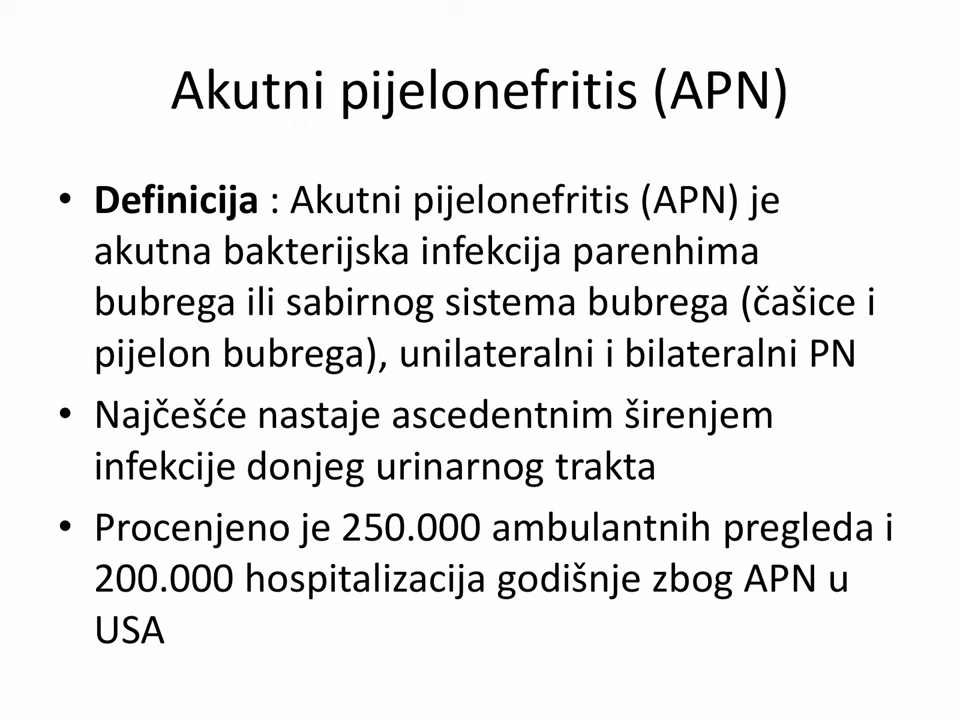 Akutni pijelonefritis (APN)
• Definicija : Akutni pijelonefritis (APN) je
akutna bakterijska infekcija parenhima
bubrega ili sabirnog sistema bubrega (čašice i
pijelon bubrega), unilateralni i bilateralni PN
• Najčešće nastaje ascedentnim širenjem
infekcije donjeg urinarnog trakta
• Procenjeno je 250.000 ambulantnih pregleda i
200.000 hospitalizacija godišnje zbog APN u
USA